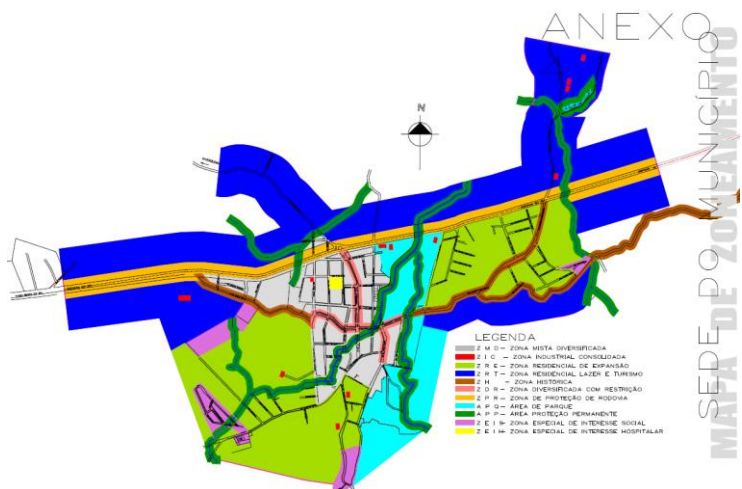 ANEXO
SEDE DO MUNICÍPIO
MAPA DE ZONEAMENTO
N
LEGENDA
Z M D – ZONA MISTA DIVERSIFICADA
Z I C – ZONA INDUSTRIAL CONSOLIDADA
Z R E – ZONA RESIDENCIAL DE EXPANSÃO
Z R T – ZONA RESIDENCIAL LAZER E TURISMO
Z H – ZONA HISTÓRICA
Z D R – ZONA DIVERSIFICADA COM RESTRIÇÃO
Z P R – ZONA DE PROTEÇÃO DE RODOVIA
A P Q – ÁREA DE PARQUE
A P P – ÁREA PROTEÇÃO PERMANENTE
Z E I S – ZONA ESPECIAL DE INTERESSE SOCIAL
Z E I H – ZONA ESPECIAL DE INTERESSE HOSPITALAR